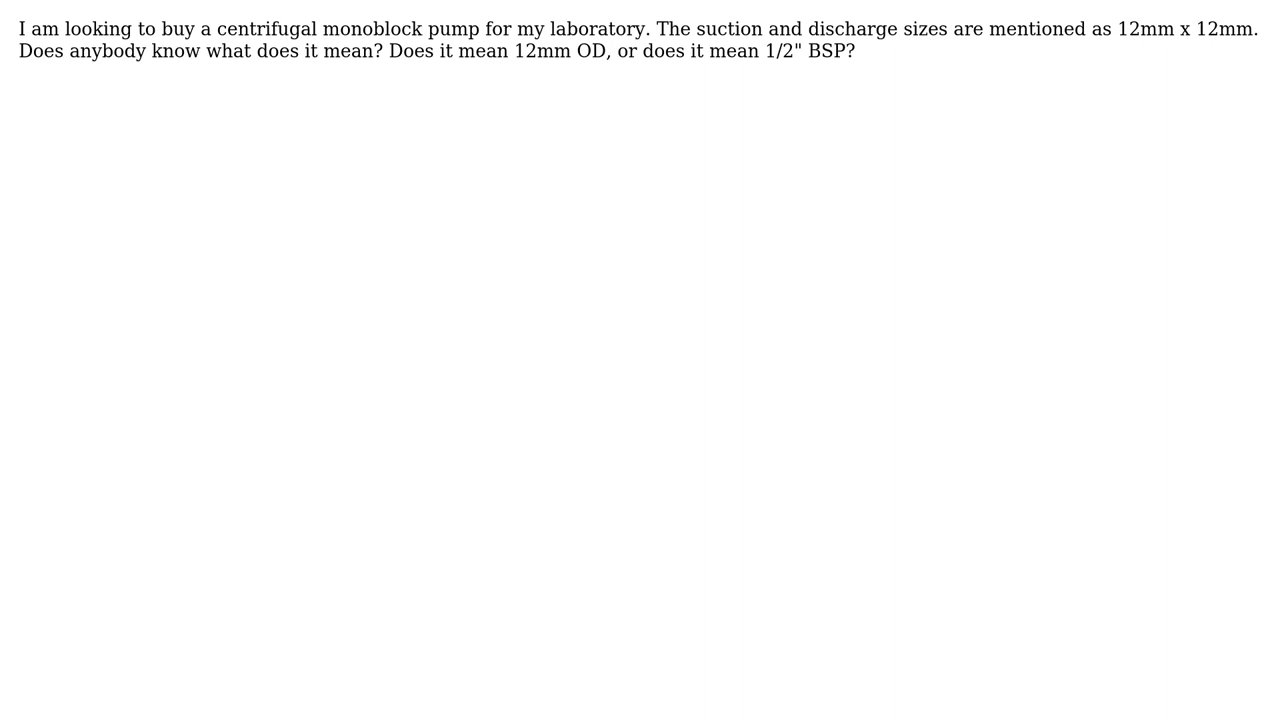 I am looking to buy a centrifugal monoblock pump for my laboratory. The suction and discharge sizes are mentioned as 12mm x 12mm.
Does anybody know what does it mean? Does it mean 12mm OD, or does it mean 1/2" BSP?